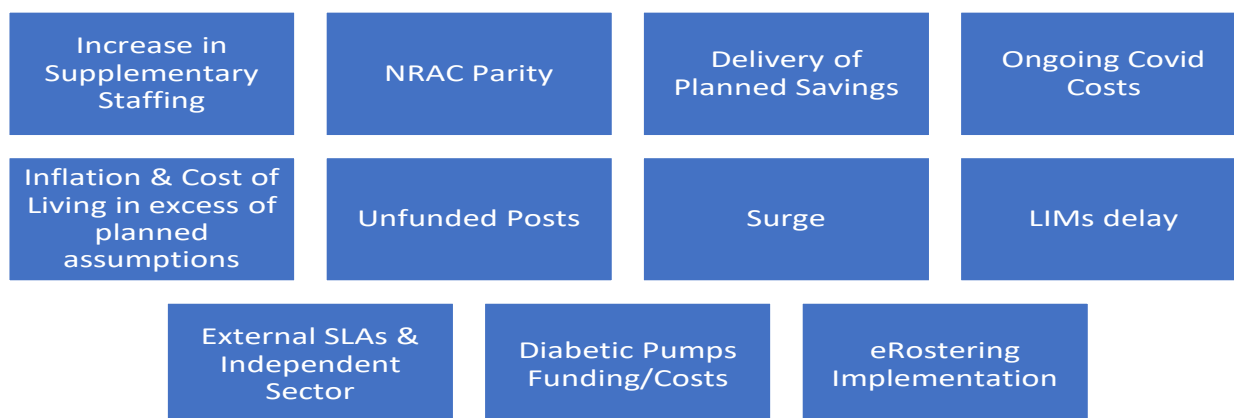 Increase in
Supplementary
Staffing
NRAC Parity
Delivery of
Planned Savings
Ongoing Covid
Costs
Inflation & Cost of
Living in excess of
planned
assumptions
Unfunded Posts
Surge
LIMs delay
External SLAs &
Independent
Sector
Diabetic Pumps
Funding/Costs
eRostering
Implementation